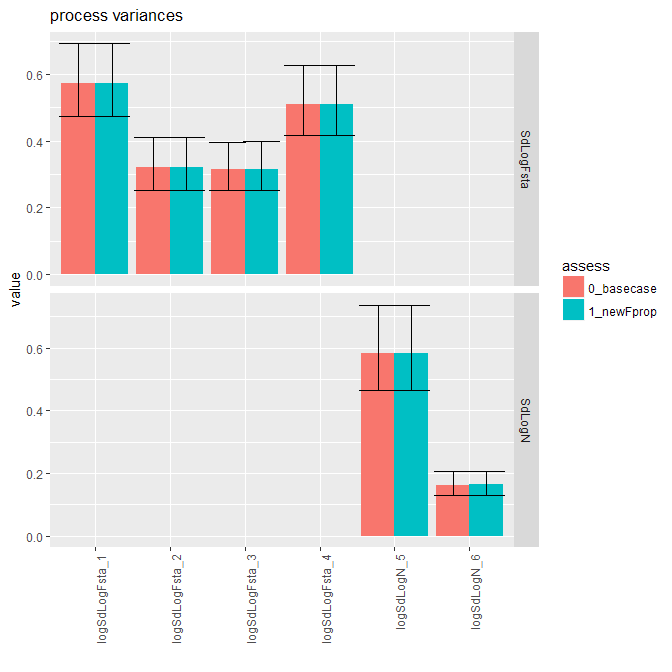 process variances
value
0.6
0.4
0.2
0.0
SdLogFsta
0.6
0.4
0.2
0.0
SdLogN
logSdLogFsta_1
logSdLogFsta_2
logSdLogFsta_3
logSdLogFsta_4
logSdLogN_5
logSdLogN_6
assess
0_basecase
1_newFprop